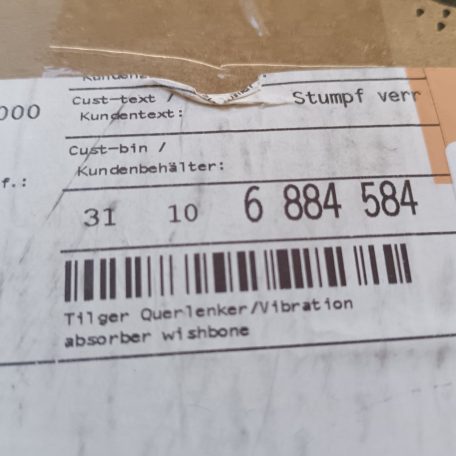 Cust-text /
Stumpf verr
000
Kundentext:
Cust-bin /
Kundenbehälter:
f.:
31 10 6 884 584
Tilger Querlenker/Vibration
absorber wishbone